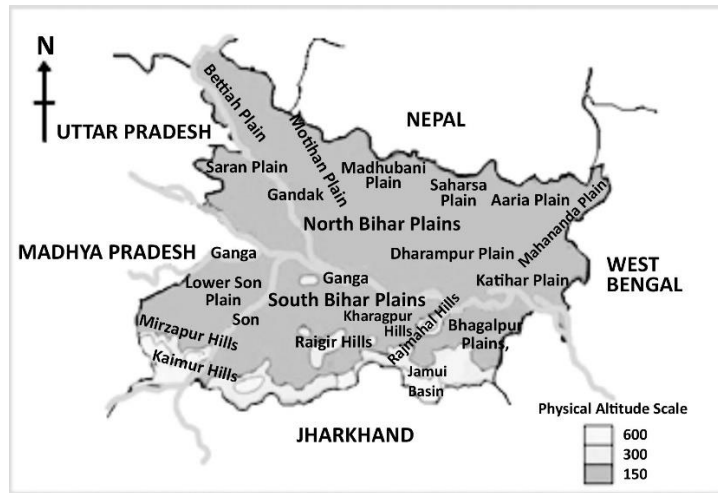 N
Bettiah Plain
UTTAR PRADESH
Motihan Plain
NEPAL
Saran Plain
Madhubani
Plain
Saharsa
Plain
Aaria Plain
Mahananda Plain
Gandak
North Bihar Plains
MADHYA PRADESH
Ganga
Dharampur Plain
WEST
BENGAL
Lower Son
Plain
Ganga
Katihar Plain
South Bihar Plains
Son
Kharagpur
Hills
Rajmahal Hills
Bhagalpur
Plains,
Mirzapur Hills
Raigir Hills
Kaimur Hills
Jamui
Basin
JHARKHAND
Physical Altitude Scale
600
300
150